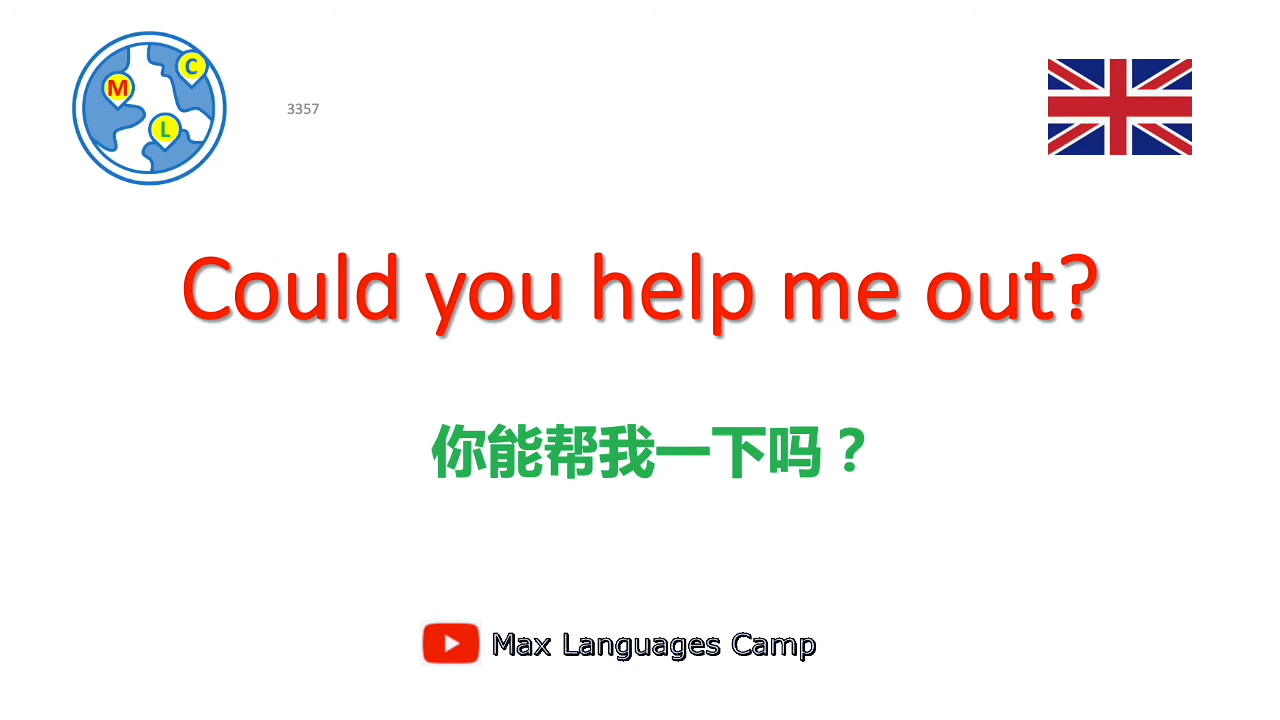 M
C
L
3357
Could you help me out?
你能帮我一下吗？
Max Languages Camp